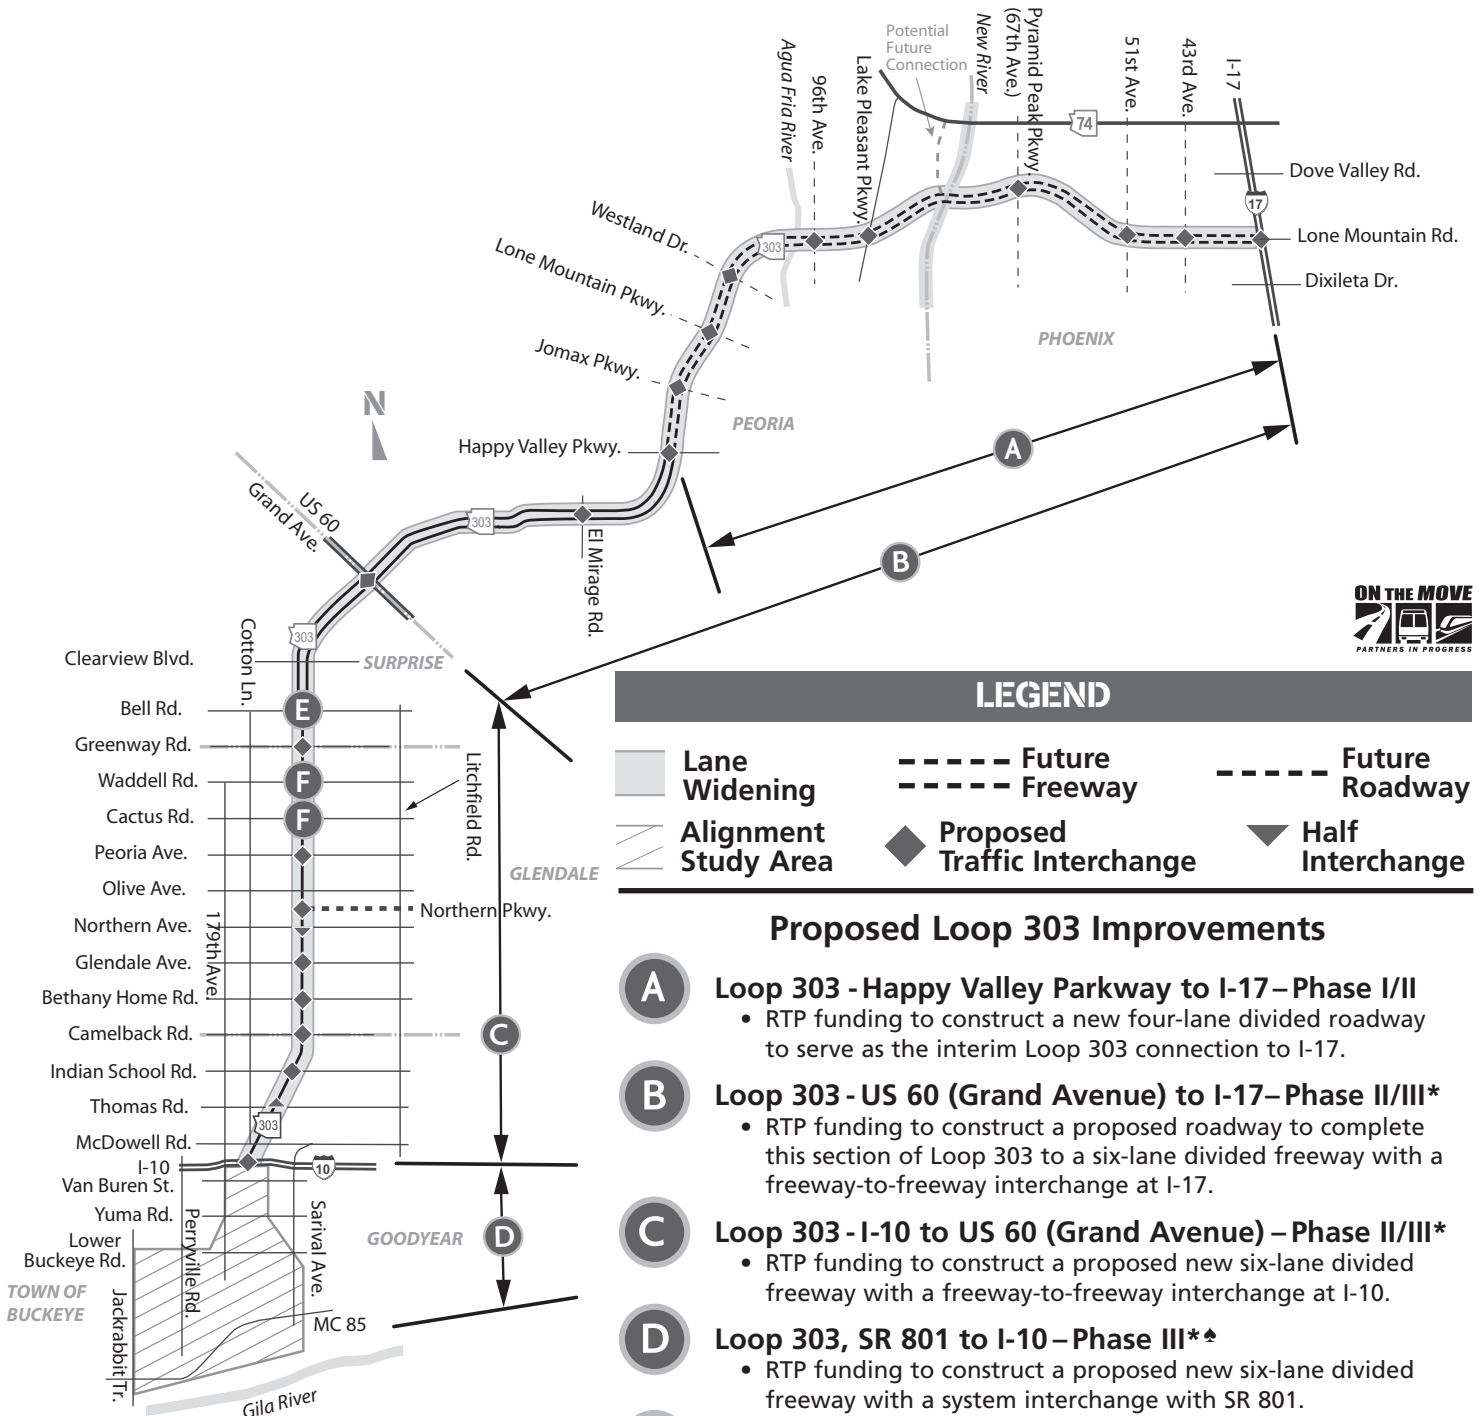 Potential
Future
Connection
New River
Pyramid Peak Pkwy.
(67th Ave.)
51st Ave.
43rd Ave.
I-17
Agua Fria River
96th Ave.
Lake Pleasant Pkwy.
74
Dove Valley Rd.
17
Westland Dr.
303
Lone Mountain Rd.
Lone Mountain Pkwy.
Dixileta Dr.
Jomax Pkwy.
PHOENIX
N
PEORIA
Happy Valley Pkwy.
A
US 60
Grand Ave.
303
El Mirage Rd.
B
ON THE MOVE
PARTNERS IN PROGRESS
303
Cotton Ln.
Clearview Blvd.
SURPRISE
Bell Rd.
E
Greenway Rd.
Waddell Rd.
F
Litchfield Rd.
Cactus Rd.
F
Peoria Ave.
GLENDALE
Olive Ave.
Northern Pkwy.
Northern Ave.
179th Ave.
Glendale Ave.
Bethany Home Rd.
Camelback Rd.
C
Indian School Rd.
Thomas Rd.
303
McDowell Rd.
I-10
10
Van Buren St.
Yuma Rd.
Perryville Rd.
Sarival Ave.
Lower
Buckeye Rd.
GOODYEAR
D
TOWN OF
BUCKEYE
Jackrabbit Tr.
MC 85
Gila River
LEGEND
Lane
Widening
Future
Freeway
Future
Roadway
Alignment
Study Area
Proposed
Traffic Interchange
Half
Interchange
Proposed Loop 303 Improvements
A
Loop 303 - Happy Valley Parkway to I-17 – Phase I/II
• RTP funding to construct a new four-lane divided roadway
to serve as the interim Loop 303 connection to I-17.
B
Loop 303 - US 60 (Grand Avenue) to I-17– Phase II/III*
• RTP funding to construct a proposed roadway to complete
this section of Loop 303 to a six-lane divided freeway with a
freeway-to-freeway interchange at I-17.
C
Loop 303 - I-10 to US 60 (Grand Avenue) – Phase II/III*
• RTP funding to construct a proposed new six-lane divided
freeway with a freeway-to-freeway interchange at I-10.
D
Loop 303, SR 801 to I-10 – Phase III*♠
• RTP funding to construct a proposed new six-lane divided
freeway with a system interchange with SR 801.